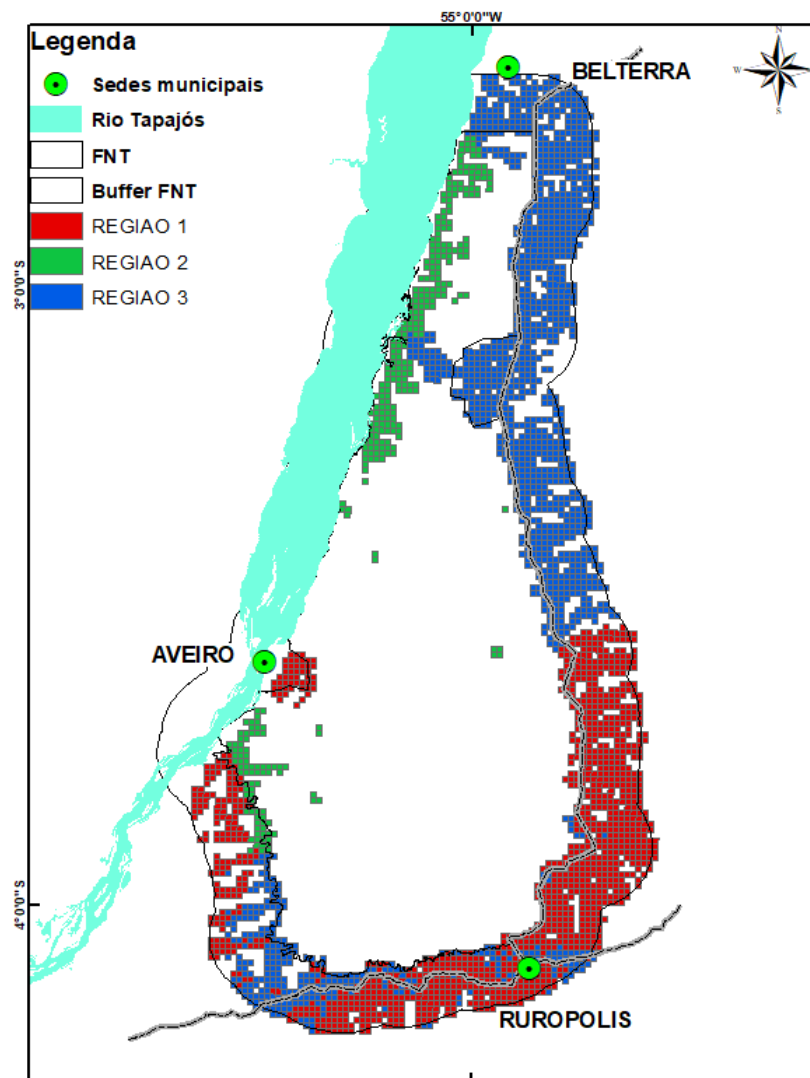 55°0'0"W
Legenda
Sedes municipais
Rio Tapajós
FNT
Buffer FNT
REGIAO 1
REGIAO 2
REGIAO 3
BELTERRA
N
W
E
S
3°0'0"S
AVEIRO
4°0'0"S
RUROPOLIS